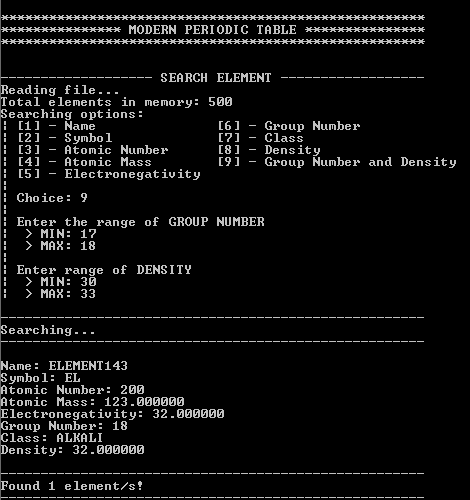 *****************************************************
*************** MODERN PERIODIC TABLE ***************
*****************************************************
------------------- SEARCH ELEMENT ------------------
Reading file...
Total elements in memory: 500
Searching options:
¦ [1] - Name [6] - Group Number
¦ [2] - Symbol [7] - Class
¦ [3] - Atomic Number [8] - Density
¦ [4] - Atomic Mass [9] - Group Number and Density
¦ [5] - Electronegativity
¦
¦ Choice: 9
¦
¦ Enter the range of GROUP NUMBER
¦ > MIN: 17
¦ > MAX: 18
¦
¦ Enter range of DENSITY
¦ > MIN: 30
¦ > MAX: 33
-----------------------------------------------------
Searching...
-----------------------------------------------------
Name: ELEMENT143
Symbol: EL
Atomic Number: 200
Atomic Mass: 123.000000
Electronegativity: 32.000000
Group Number: 18
Class: ALKALI
Density: 32.000000
-----------------------------------------------------
Found 1 element/s!
-----------------------------------------------------